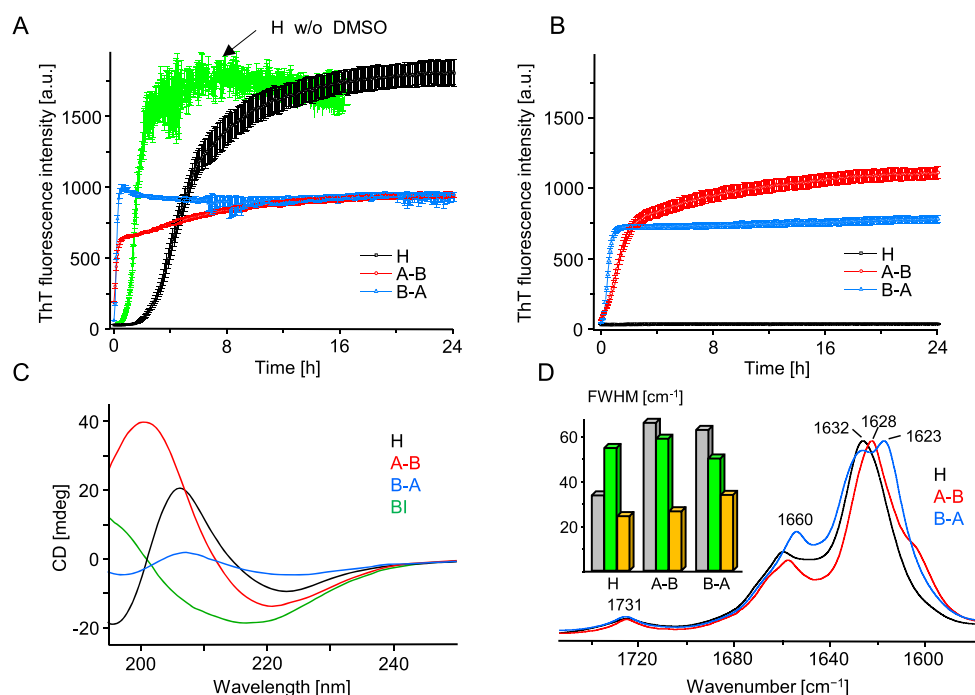 A
H w/o DMSO
ThT fluorescence intensity [a.u.]
1500
1000
500
0
H
A-B
B-A
0 8 16 24
Time [h]
B
ThT fluorescence intensity [a.u.]
1500
1000
500
0
H
A-B
B-A
0 8 16 24
Time [h]
C
CD [mdeg]
40
20
0
-20
H
A-B
B-A
BI
200 220 240
Wavelength [nm]
D
FWHM [cm⁻¹]
60
40
20
H A-B B-A
1632 1628
1623
H
A-B
B-A
1660
1731
1720 1680 1640 1600
Wavenumber [cm⁻¹]